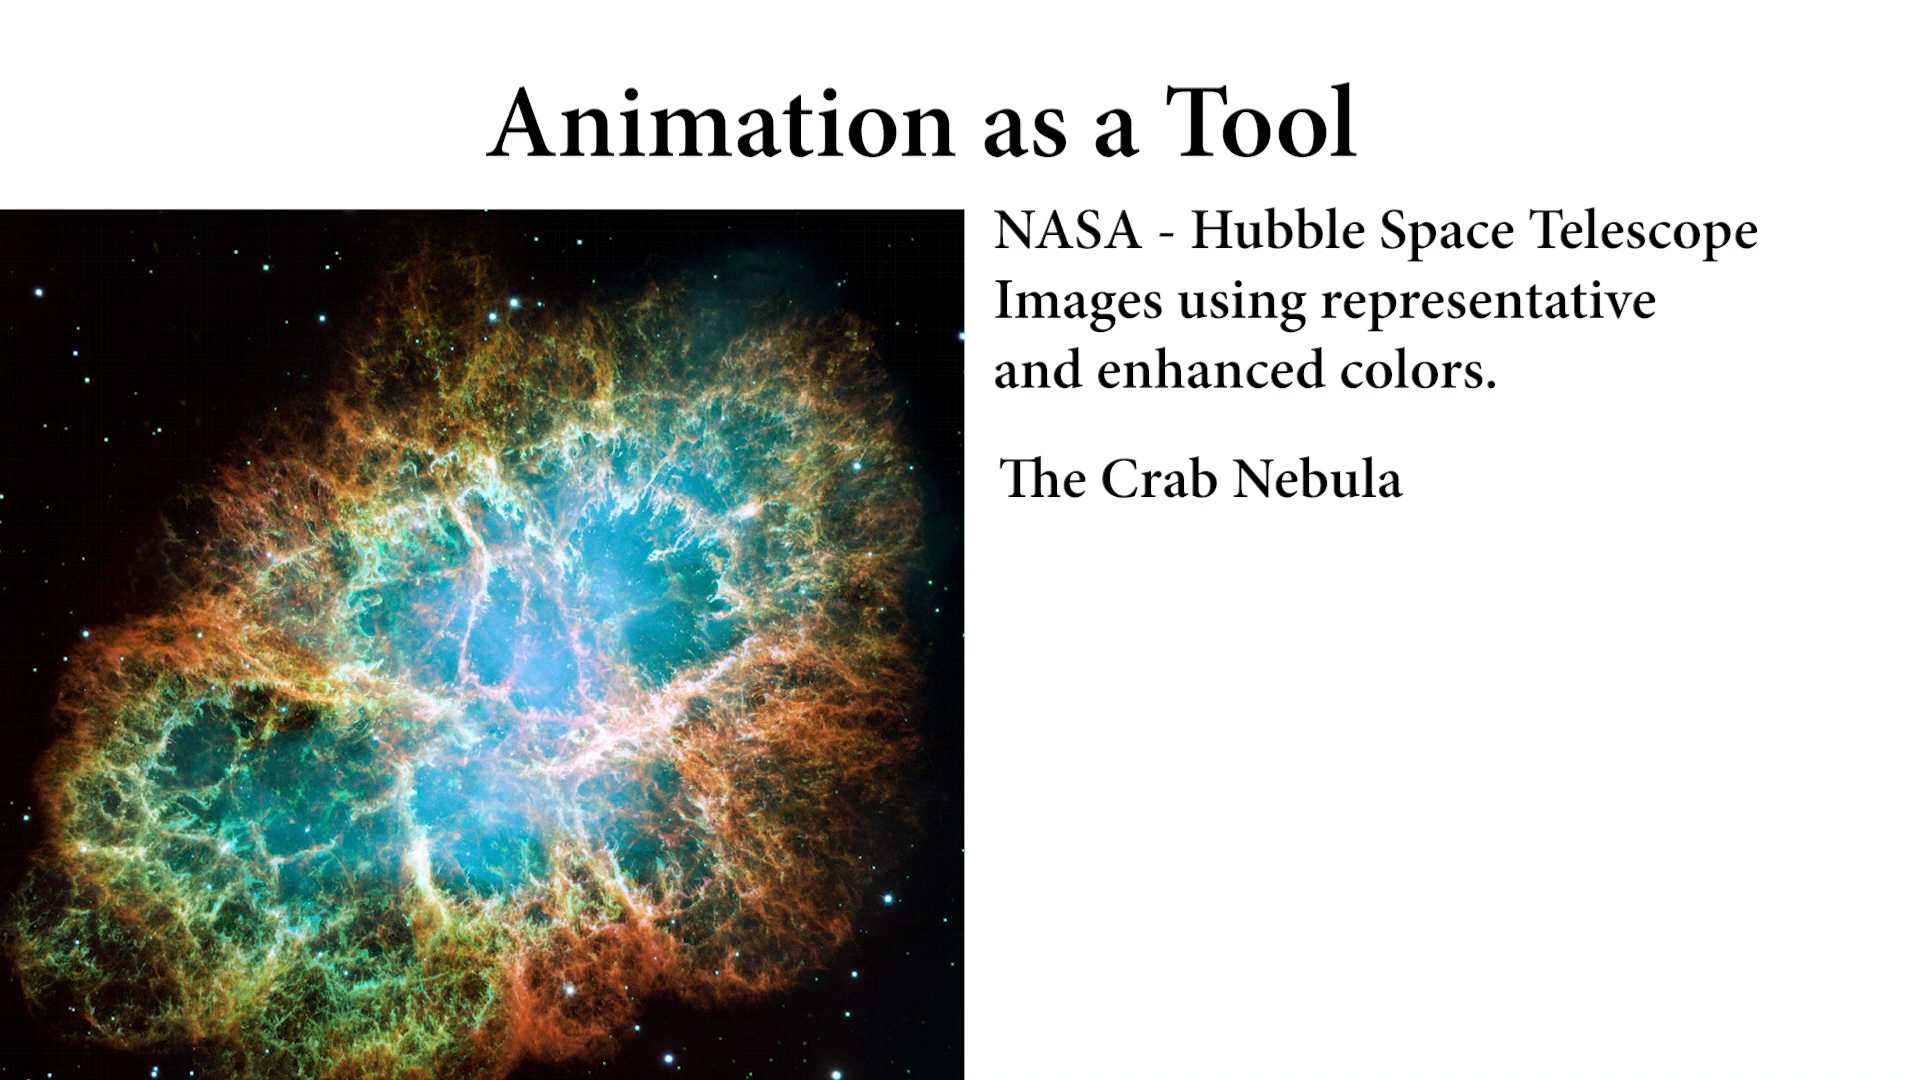 Animation as a Tool
NASA - Hubble Space Telescope
Images using representative
and enhanced colors.
The Crab Nebula